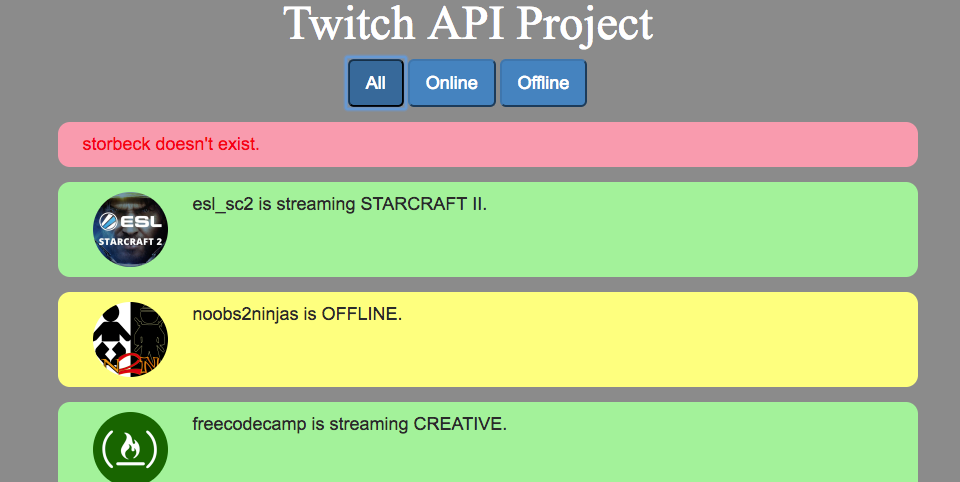 Twitch API Project
All
Online
Offline
storbeck doesn't exist.
esl_sc2 is streaming STARCRAFT II.
ESL
STARCRAFT 2
noobs2ninjas is OFFLINE.
N2N
freecodecamp is streaming CREATIVE.